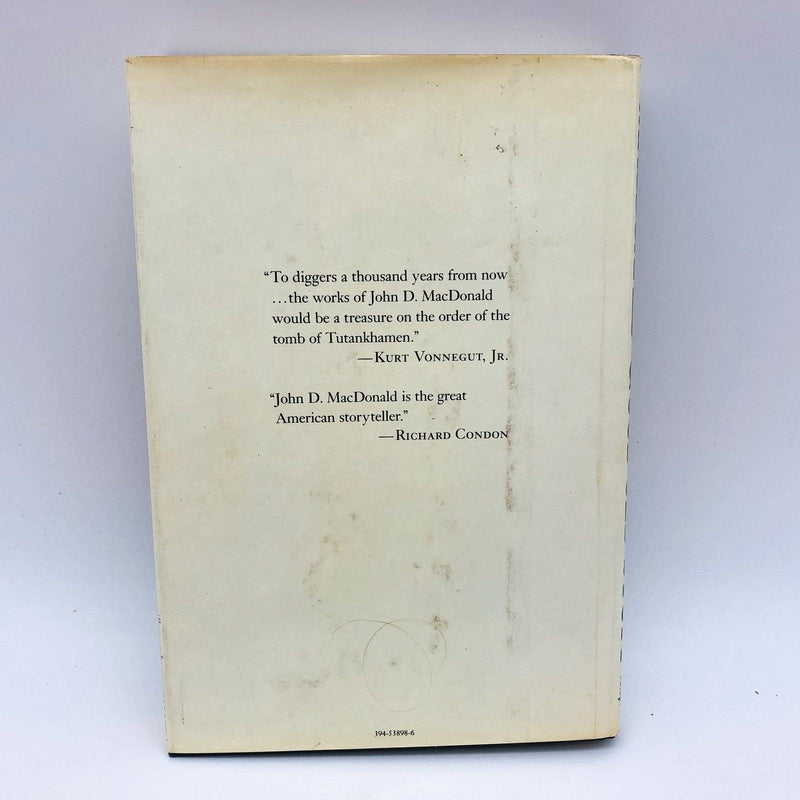 “To diggers a thousand years from now
...the works of John D. MacDonald
would be a treasure on the order of the
tomb of Tutankhamen.”
—Kurt Vonnegut, Jr.
“John D. MacDonald is the great
American storyteller.”
—Richard Condon
394-53898-6